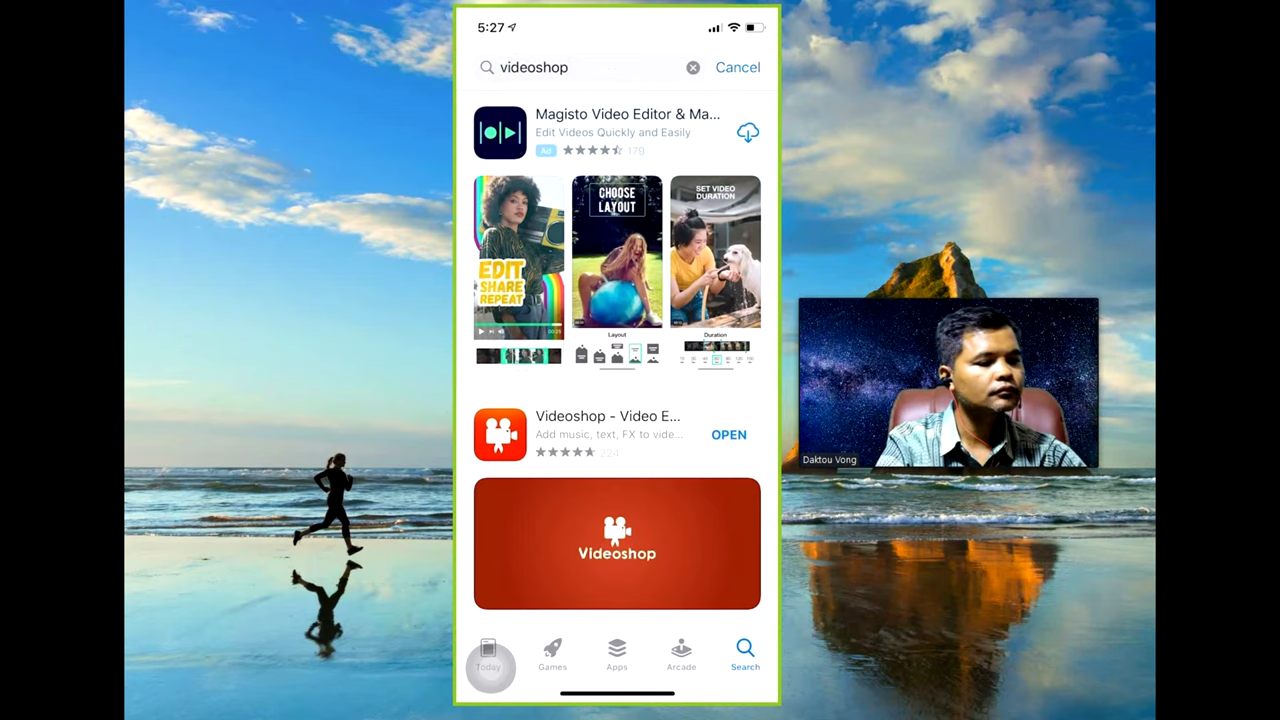 5:27
videoshop
Cancel
Magisto Video Editor & Ma...
Edit Videos Quickly and Easily
Ad
179
EDIT
SHARE
REPEAT
CHOOSE
LAYOUT
Layout
SET VIDEO
DURATION
Duration
Videoshop - Video E...
Add music, text, FX to vide...
224
OPEN
Videoshop
Today
Games
Apps
Arcade
Search
Daktou Vong